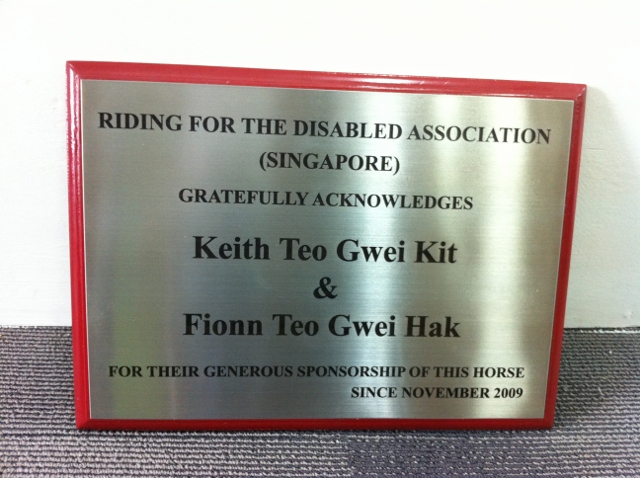 RIDING FOR THE DISABLED ASSOCIATION
(SINGAPORE)
GRATEFULLY ACKNOWLEDGES
Keith Teo Gwei Kit
&
Fionn Teo Gwei Hak
FOR THEIR GENEROUS SPONSORSHIP OF THIS HORSE
SINCE NOVEMBER 2009